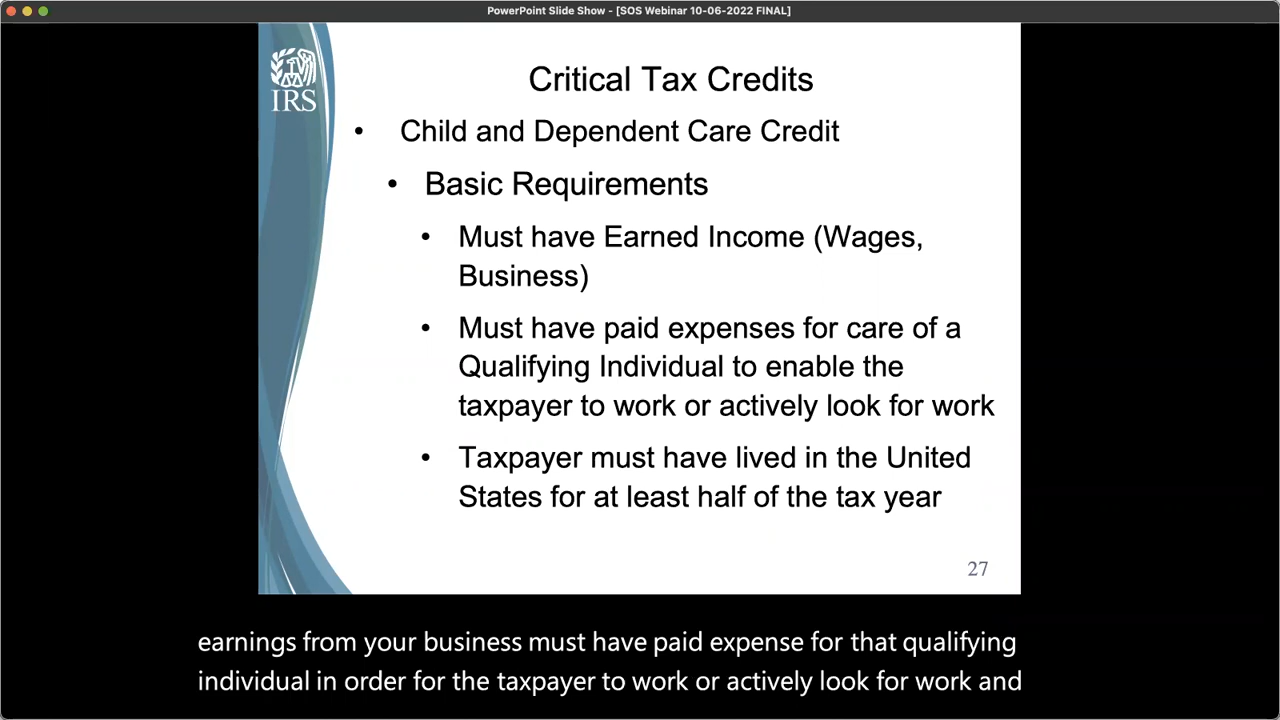 PowerPoint Slide Show - [SOS Webinar 10-06-2022 FINAL]
IRS
Critical Tax Credits
• Child and Dependent Care Credit
• Basic Requirements
• Must have Earned Income (Wages,
Business)
• Must have paid expenses for care of a
Qualifying Individual to enable the
taxpayer to work or actively look for work
• Taxpayer must have lived in the United
States for at least half of the tax year
27
earnings from your business must have paid expense for that qualifying
individual in order for the taxpayer to work or actively look for work and